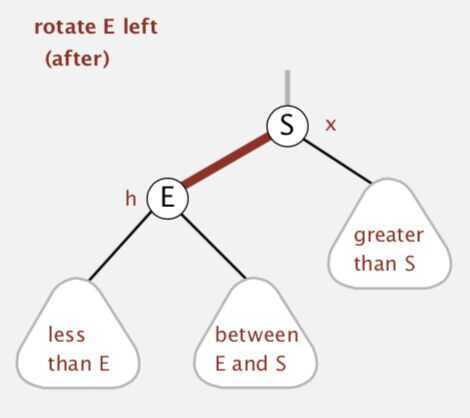 rotate E left
(after)
S
x
h
E
greater
than S
less
than E
between
E and S